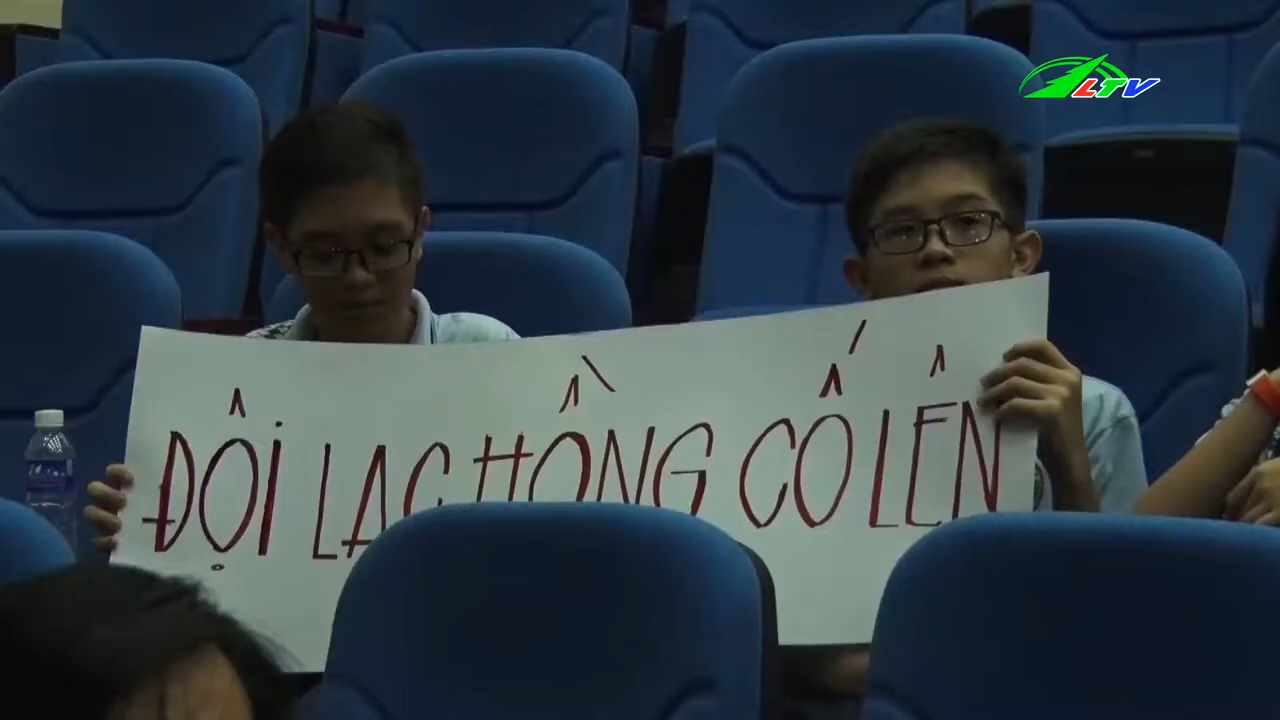 LTV
ĐỘI LẠC HỒNG CỐ LÊN